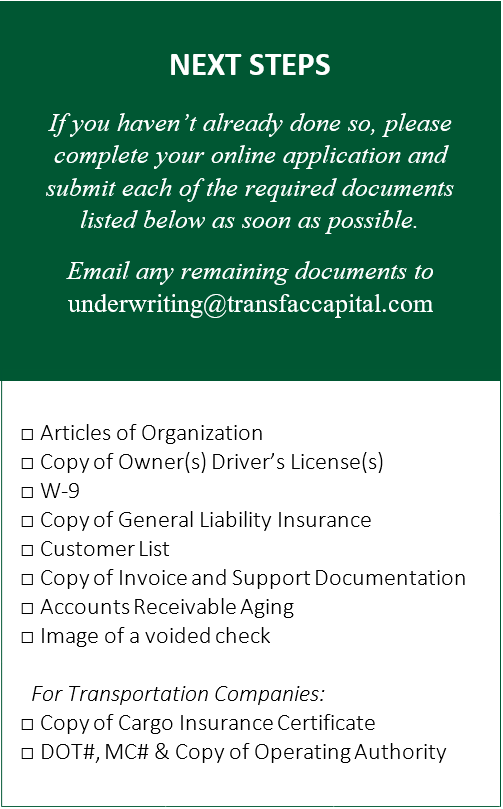 NEXT STEPS
If you haven’t already done so, please
complete your online application and
submit each of the required documents
listed below as soon as possible.
Email any remaining documents to
underwriting@transfaccapital.com
□ Articles of Organization
□ Copy of Owner(s) Driver’s License(s)
□ W-9
□ Copy of General Liability Insurance
□ Customer List
□ Copy of Invoice and Support Documentation
□ Accounts Receivable Aging
□ Image of a voided check
For Transportation Companies:
□ Copy of Cargo Insurance Certificate
□ DOT#, MC# & Copy of Operating Authority